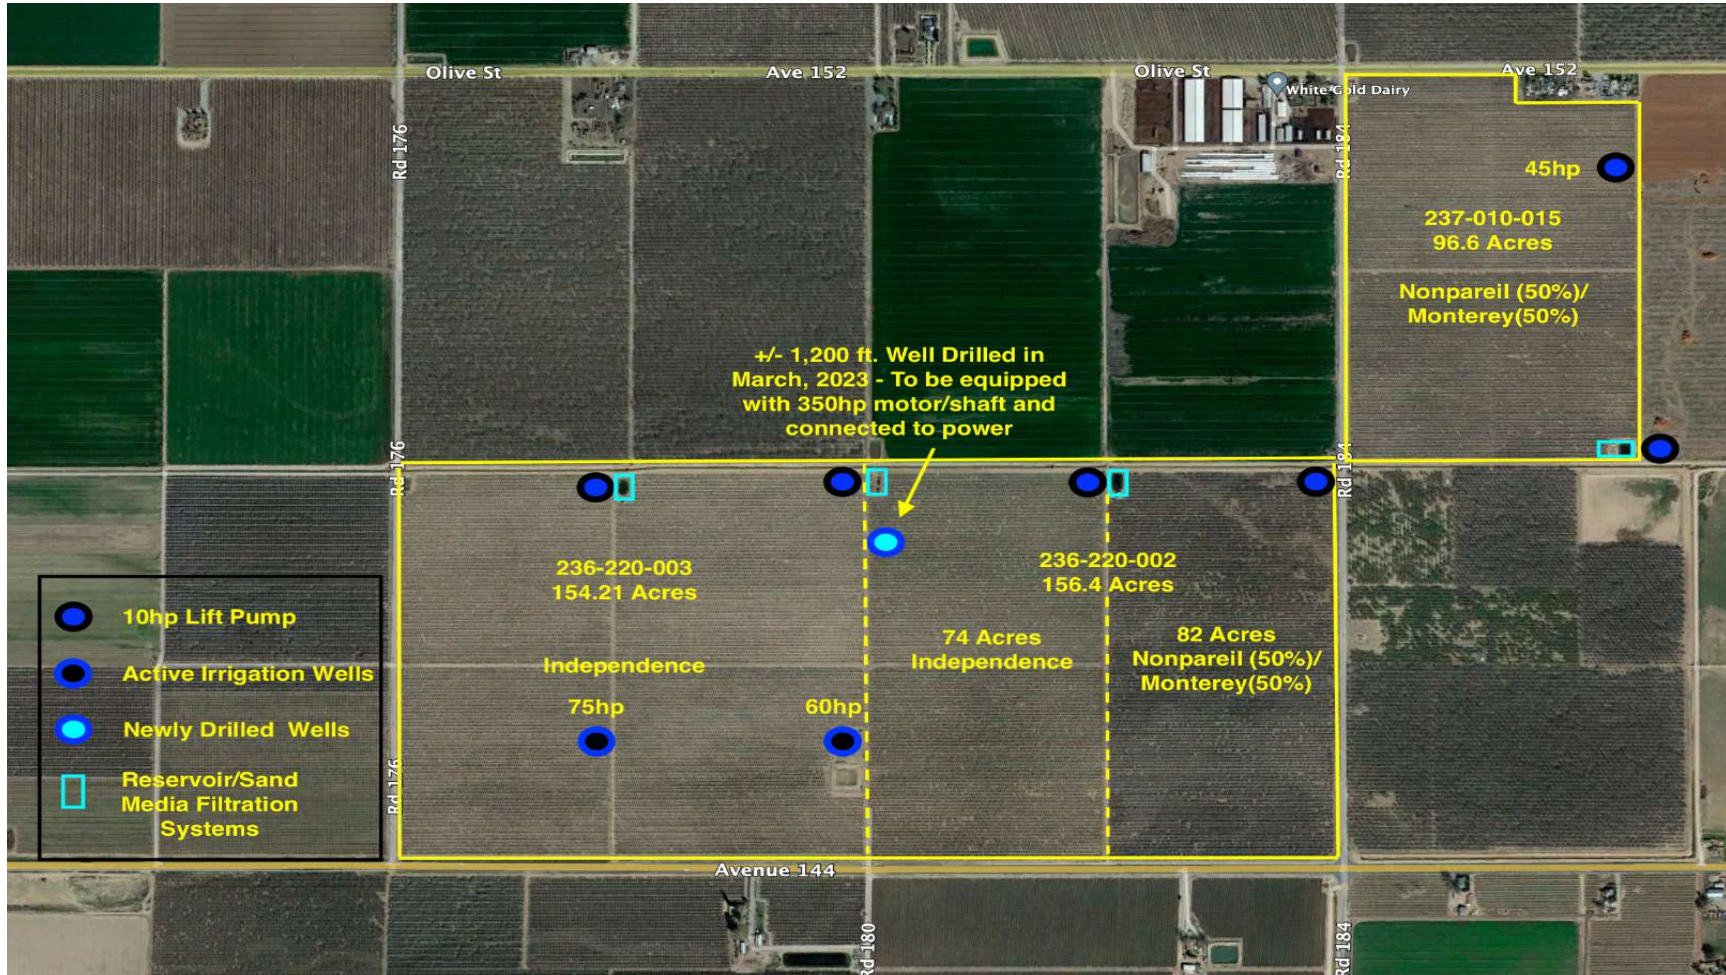 Olive St
Ave 152
Olive St
Ave 152
White Gold Dairy
Rd 176
Rd 184
45hp
237-010-015
96.6 Acres
Nonpareil (50%)/
Monterey(50%)
+/- 1,200 ft. Well Drilled in
March, 2023 - To be equipped
with 350hp motor/shaft and
connected to power
Rd 176
Rd 184
236-220-003
154.21 Acres
236-220-002
156.4 Acres
74 Acres
Independence
82 Acres
Nonpareil (50%)/
Monterey(50%)
Independence
75hp
60hp
10hp Lift Pump
Active Irrigation Wells
Newly Drilled Wells
Reservoir/Sand
Media Filtration
Systems
Rd 176
Avenue 144
Rd 180
Rd 184